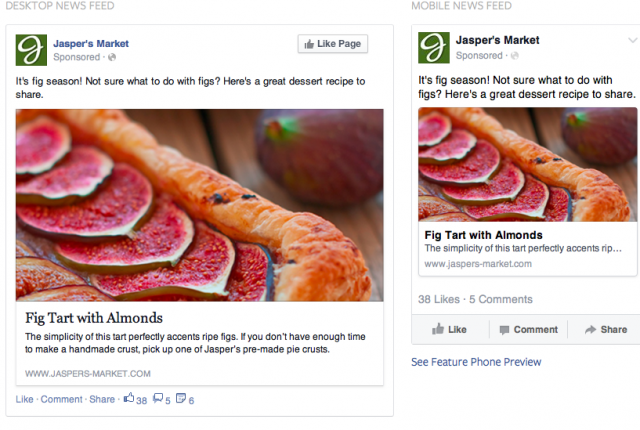 DESKTOP NEWS FEED
Jasper's Market
Sponsored ·
Like Page
It's fig season! Not sure what to do with figs? Here's a great dessert recipe to
share.
Fig Tart with Almonds
The simplicity of this tart perfectly accents ripe figs. If you don't have enough time
to make a handmade crust, pick up one of Jasper's pre-made pie crusts.
WWW.JASPERS-MARKET.COM
Like · Comment · Share · 38 5 6
MOBILE NEWS FEED
Jasper's Market
Sponsored ·
It's fig season! Not sure what to do with
figs? Here's a great dessert recipe to share.
Fig Tart with Almonds
The simplicity of this tart perfectly accents rip...
www.jaspers-market.com
38 Likes · 5 Comments
Like Comment Share
See Feature Phone Preview